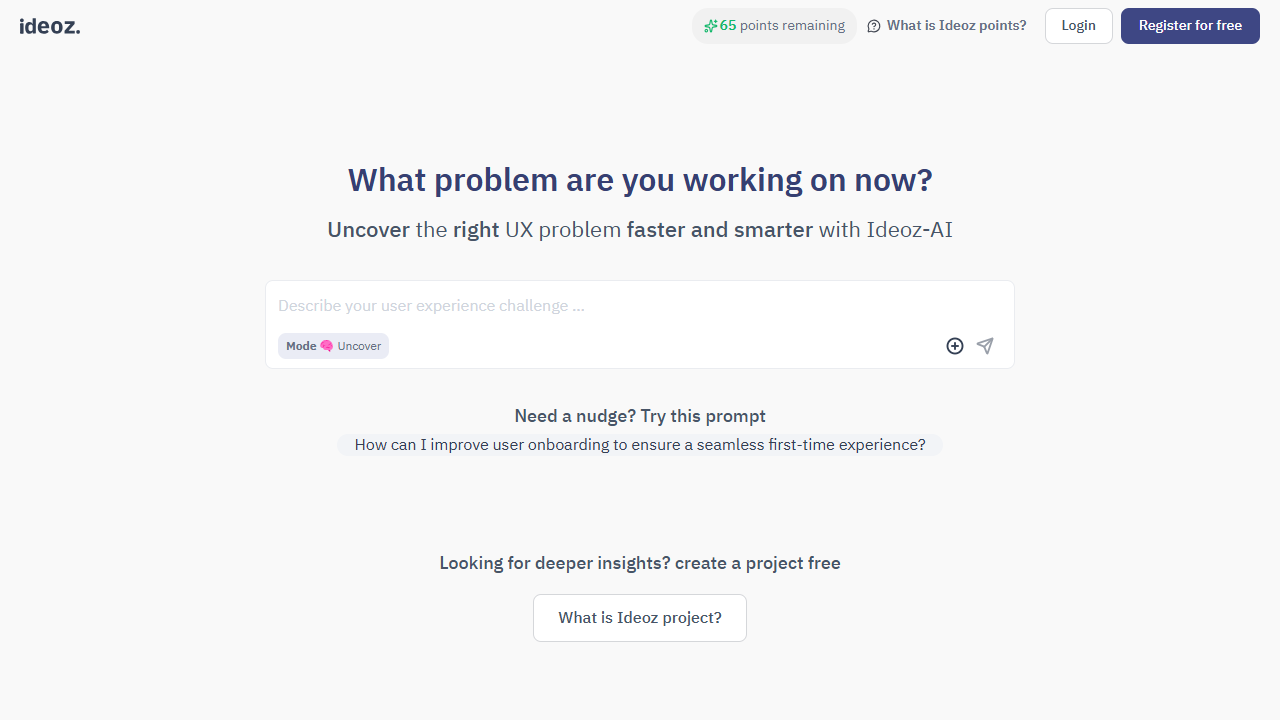 ideoz.
65 points remaining
What is Ideoz points?
Login
Register for free
What problem are you working on now?
Uncover the right UX problem faster and smarter with Ideoz-AI
Describe your user experience challenge ...
Mode 🧠 Uncover
Need a nudge? Try this prompt
How can I improve user onboarding to ensure a seamless first-time experience?
Looking for deeper insights? create a project free
What is Ideoz project?